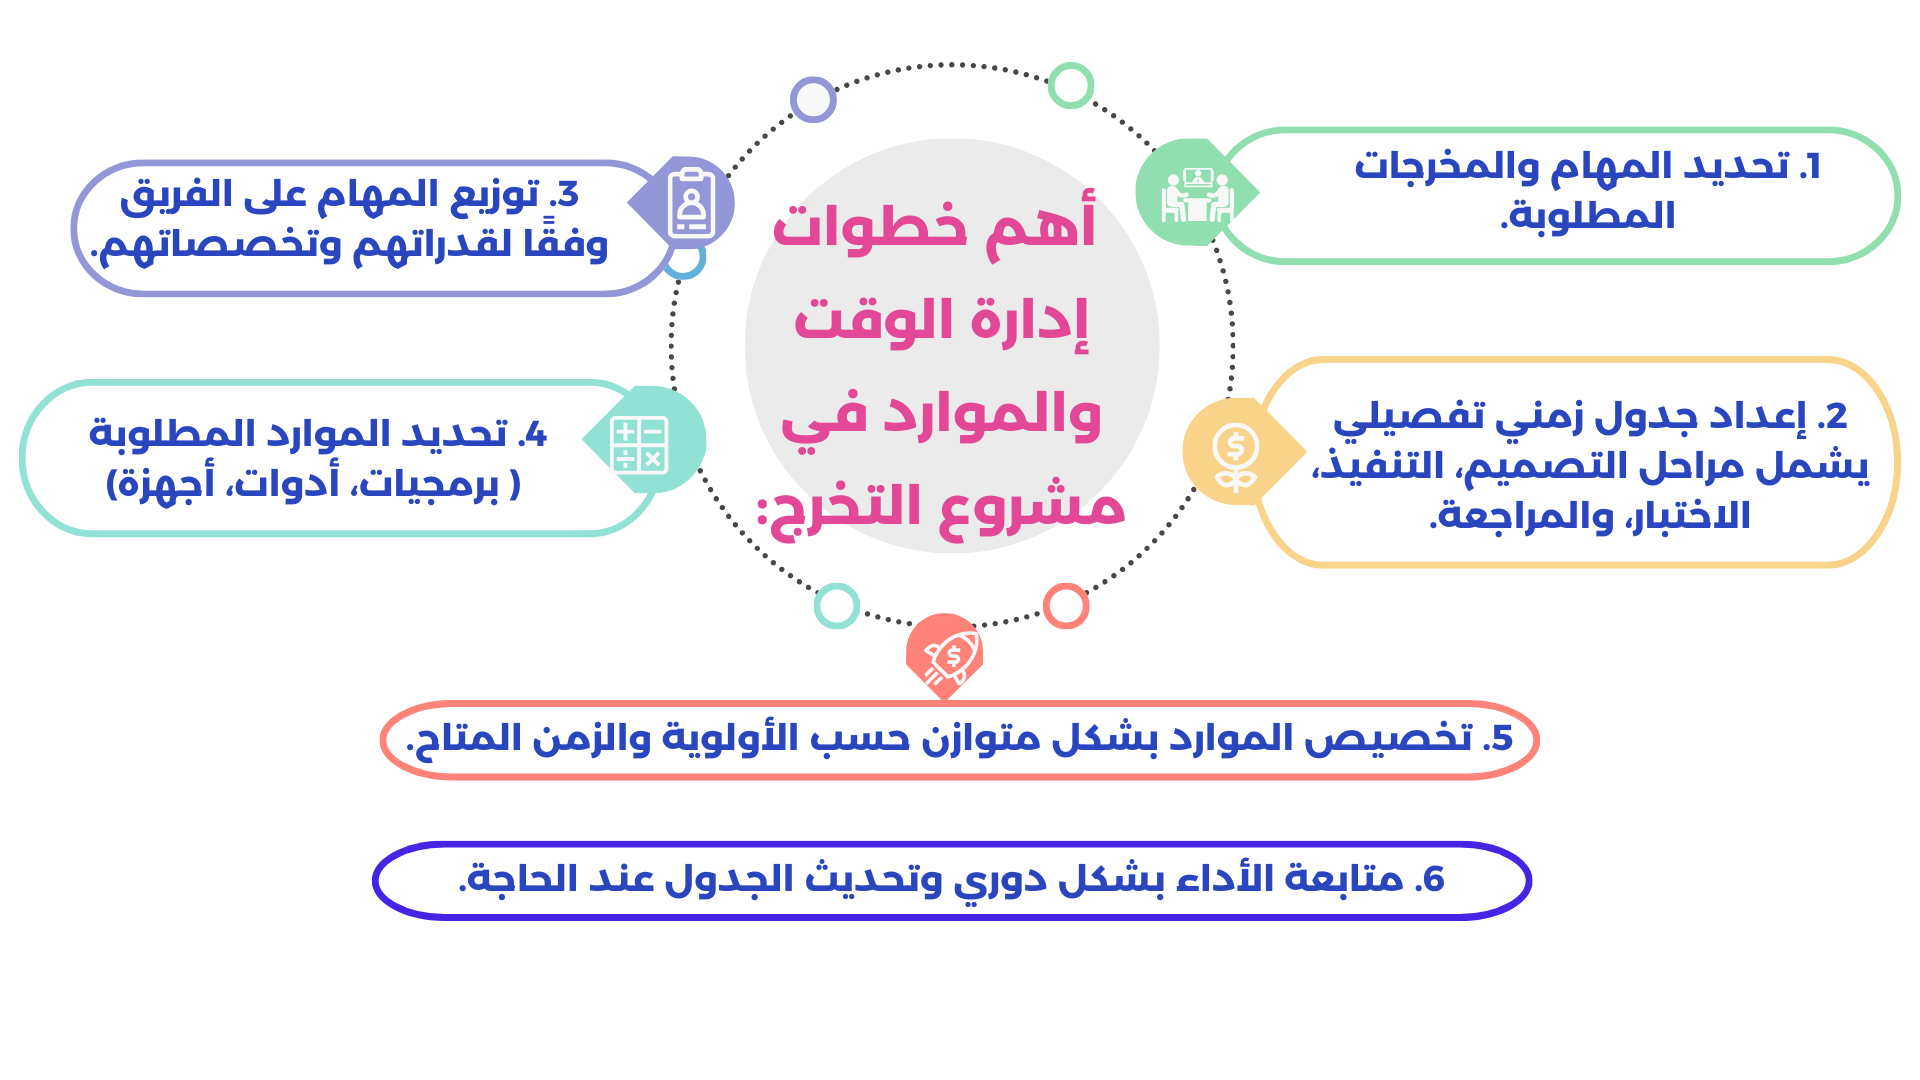 أهم خطوات
إدارة الوقت
والموارد في
مشروع التخرج:
1. تحديد المهام والمخرجات
المطلوبة.
2. إعداد جدول زمني تفصيلي
يشمل مراحل التصميم، التنفيذ،
الاختبار، والمراجعة.
3. توزيع المهام على الفريق
وفقًا لقدراتهم وتخصصاتهم.
4. تحديد الموارد المطلوبة
( برمجيات، أدوات، أجهزة)
5. تخصيص الموارد بشكل متوازن حسب الأولوية والزمن المتاح.
6. متابعة الأداء بشكل دوري وتحديث الجدول عند الحاجة.